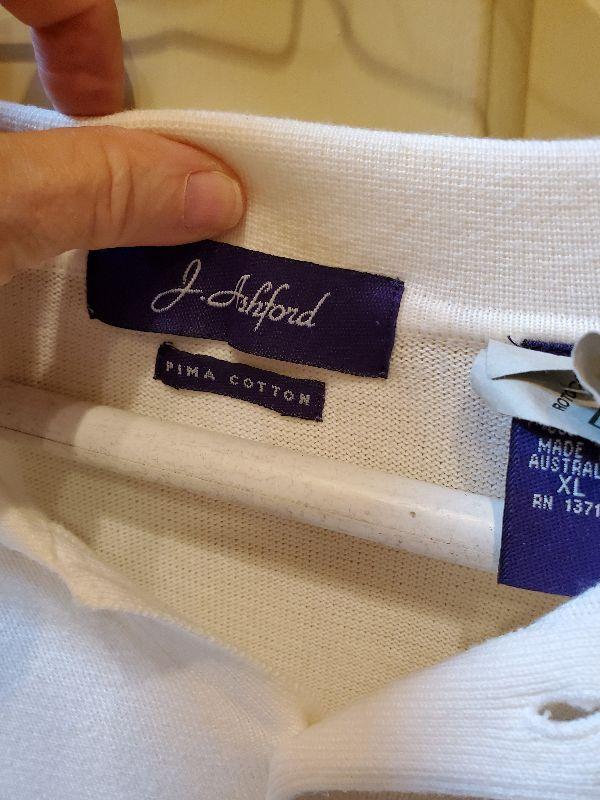 J. Ashford
PIMA COTTON
MADE
AUSTRAL
XL
RN 1371